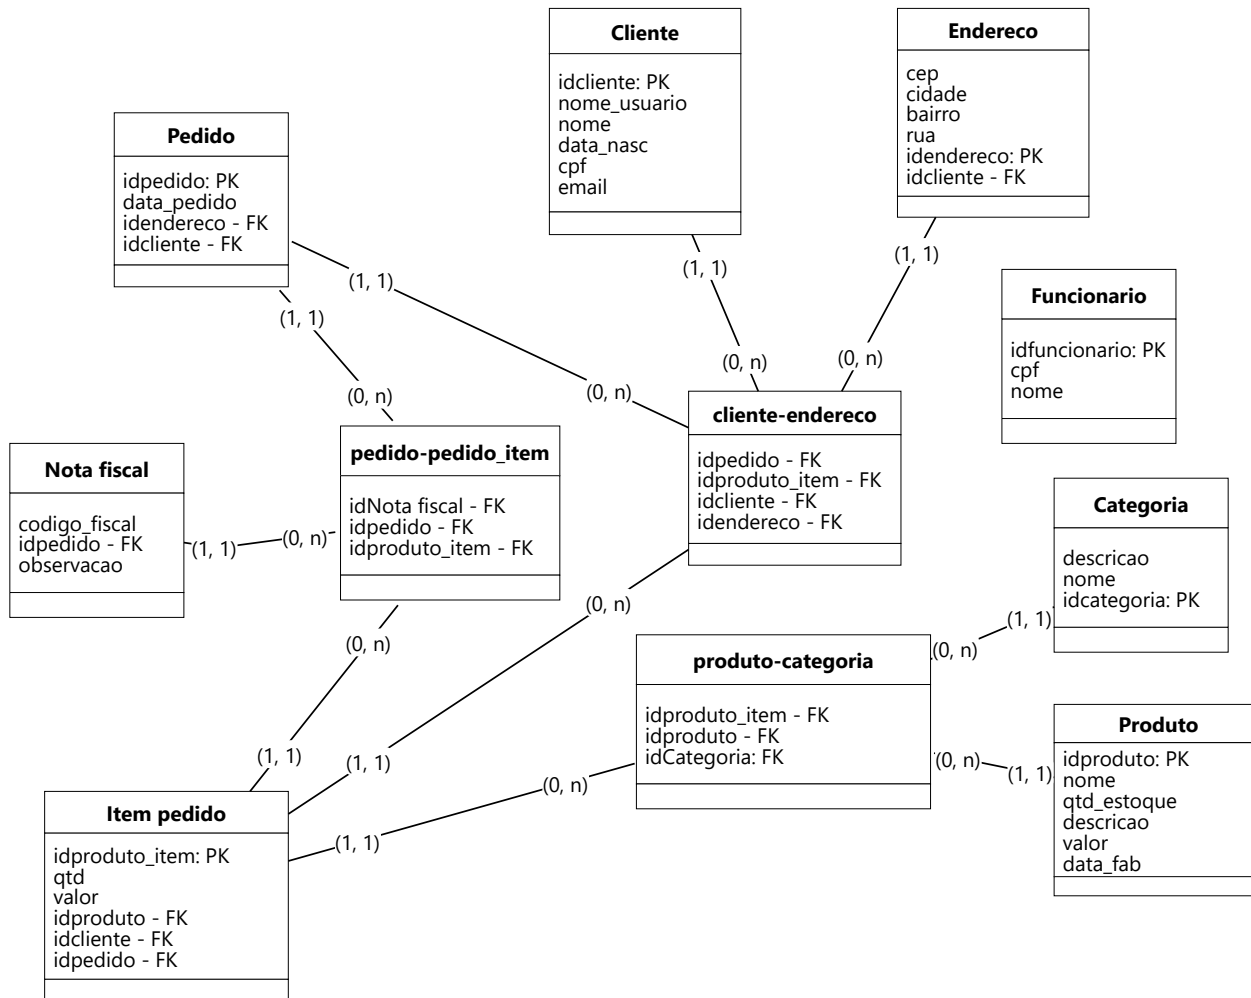 Cliente
idcliente: PK
nome_usuario
nome
data_nasc
cpf
email
Endereco
cep
cidade
bairro
rua
idendereco: PK
idcliente - FK
Pedido
idpedido: PK
data_pedido
idendereco - FK
idcliente - FK
(1, 1)
(1, 1)
(1, 1)
(1, 1)
Funcionario
idfuncionario: PK
cpf
nome
(0, n)
(0, n)
(0, n)
(0, n)
cliente-endereco
idpedido - FK
idproduto_item - FK
idcliente - FK
idendereco - FK
pedido-pedido_item
idNota fiscal - FK
idpedido - FK
idproduto_item - FK
Nota fiscal
codigo_fiscal
idpedido - FK
observacao
(1, 1)
(0, n)
Categoria
descricao
nome
idcategoria: PK
(0, n)
(0, n)
(1, 1)
(0, n)
produto-categoria
idproduto_item - FK
idproduto - FK
idCategoria: FK
Produto
idproduto: PK
nome
qtd_estoque
descricao
valor
data_fab
(1, 1)
(1, 1)
(0, n)
(0, n)
(1, 1)
(1, 1)
Item pedido
idproduto_item: PK
qtd
valor
idproduto - FK
idcliente - FK
idpedido - FK